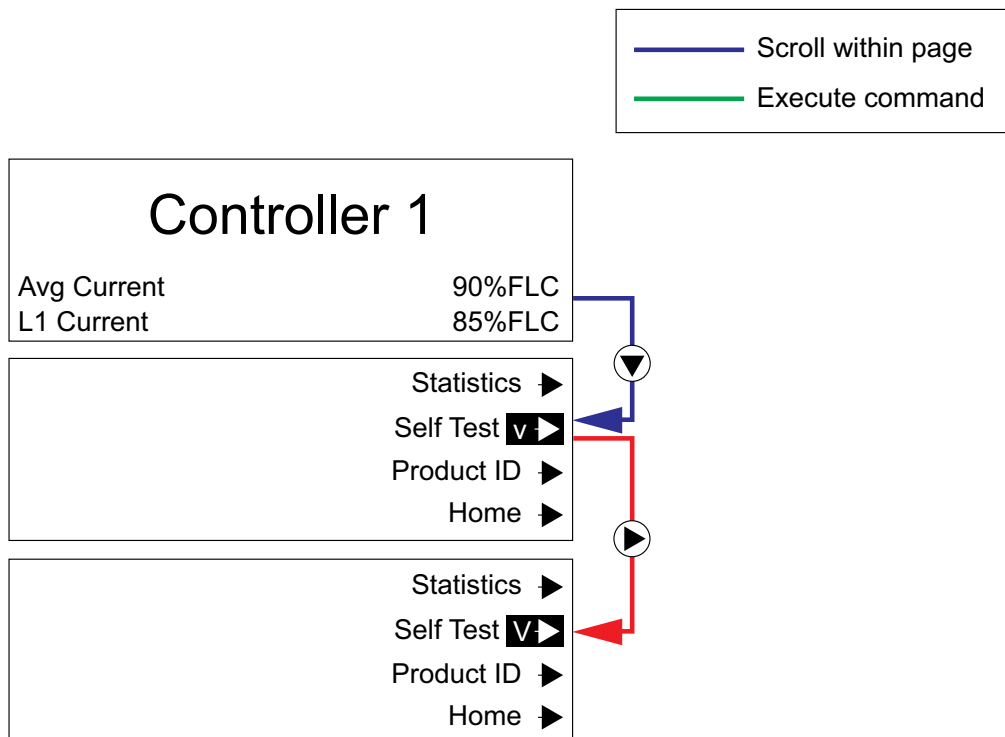 Scroll within page
Execute command
Controller 1
Avg Current 90%FLC
L1 Current 85%FLC
Statistics
Self Test v
Product ID
Home
Statistics
Self Test V
Product ID
Home